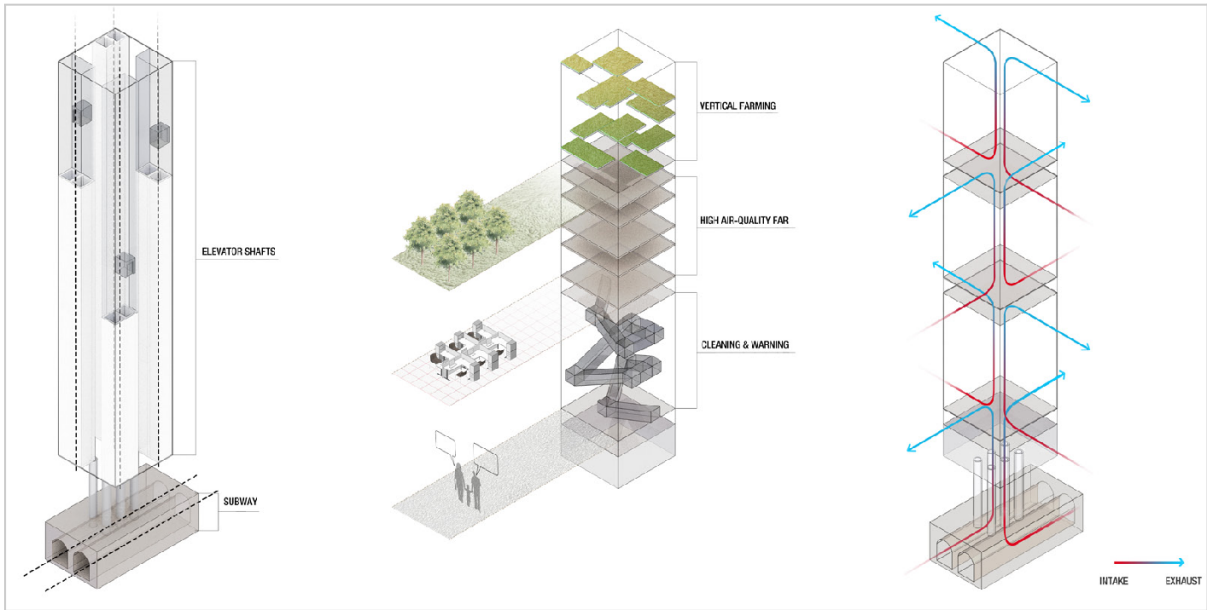 ELEVATOR SHAFTS
SUBWAY
VERTICAL FARMING
HIGH AIR-QUALITY FAR
CLEANING & WARNING
INTAKE
EXHAUST